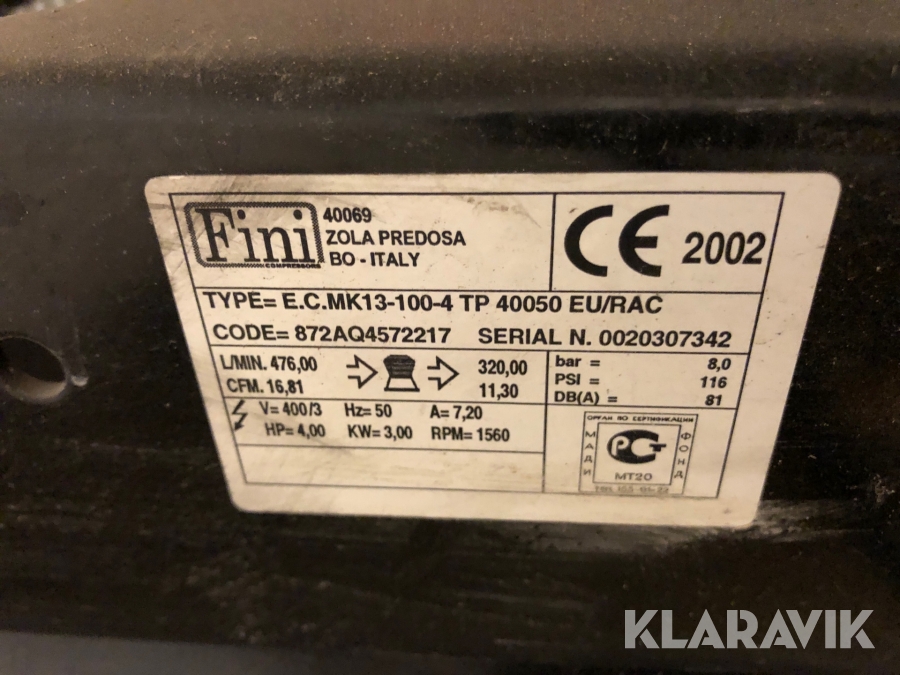 Fini
COMPRESSORS
40069
ZOLA PREDOSA
BO - ITALY
CE 2002
TYPE= E.C.MK13-100-4 TP 40050 EU/RAC
CODE= 872AQ4572217 SERIAL N. 0020307342
L/MIN. 476,00 320,00
CFM. 16,81 11,30
bar = 8,0
PSI = 116
DB(A) = 81
V= 400/3 Hz= 50 A= 7,20
HP= 4,00 KW= 3,00 RPM= 1560
ОРГАН ПО СЕРТИФИКАЦИИ
МАДИ
РСТ
ФОНД
МТ20
KLARAVIK